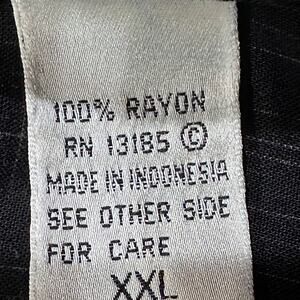 100% RAYON
RN 13185 ©
MADE IN INDONESIA
SEE OTHER SIDE
FOR CARE
XXL